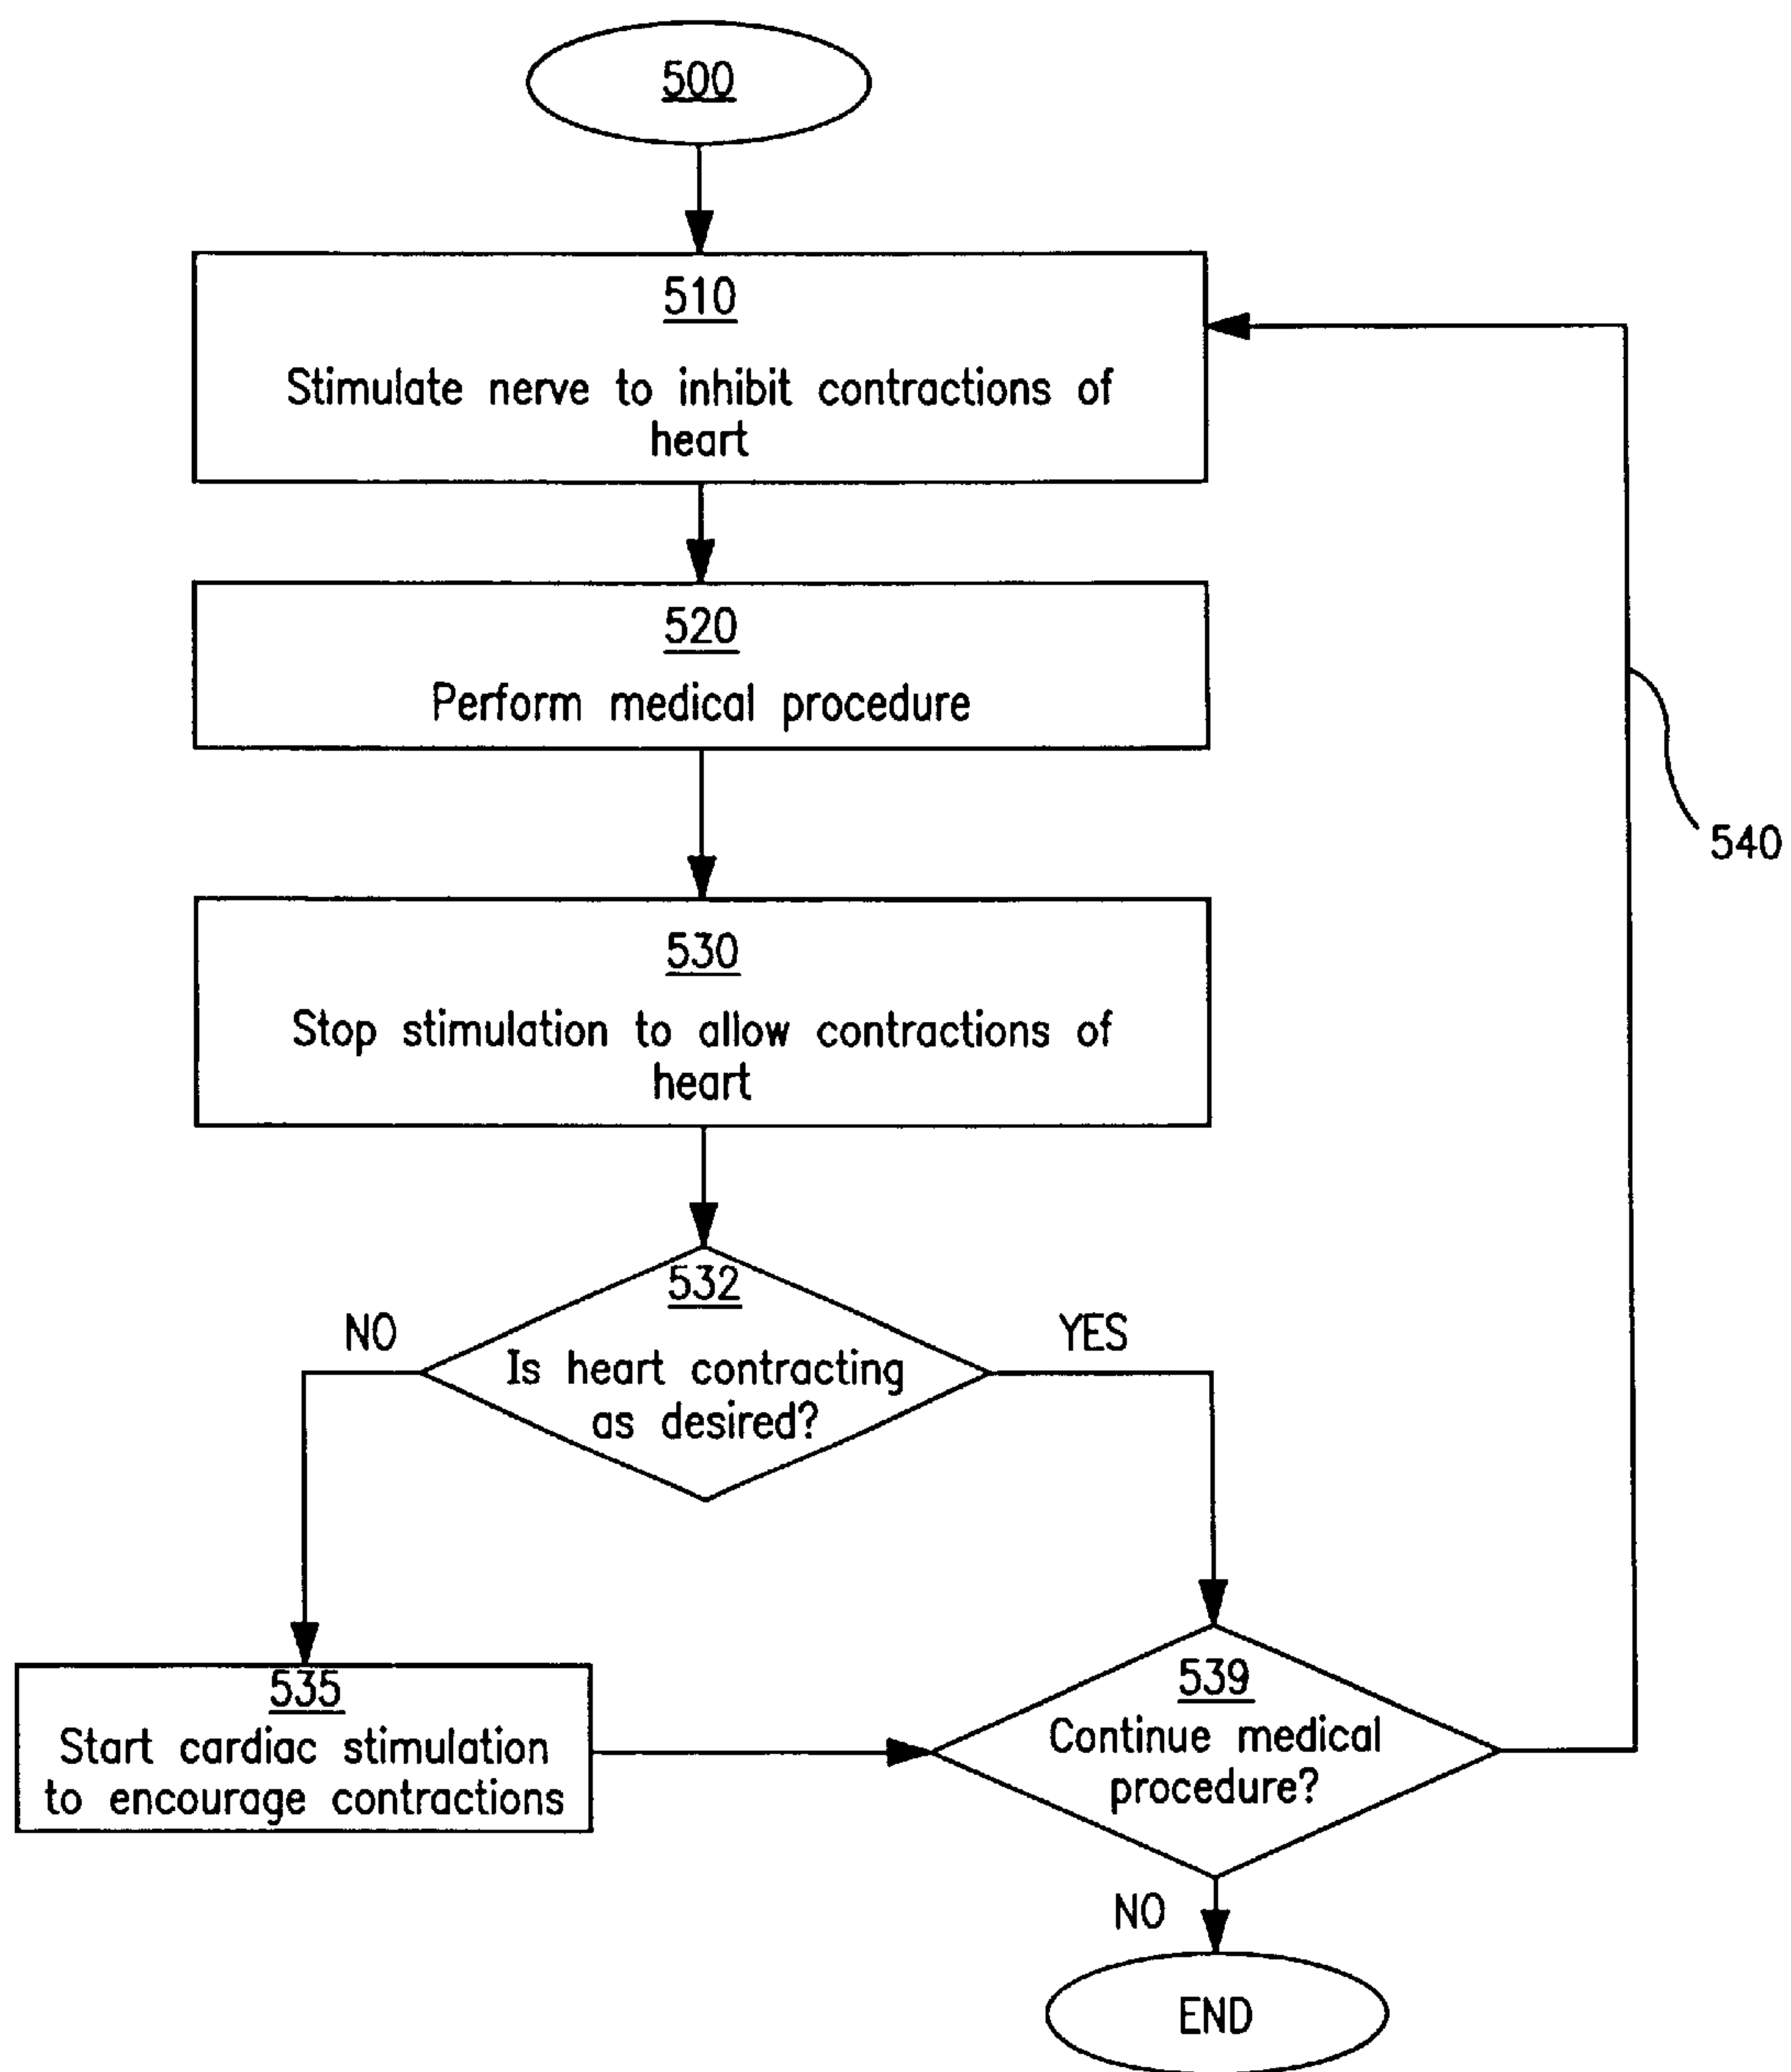 500
510
Stimulate nerve to inhibit contractions of
heart
520
Perform medical procedure
540
530
Stop stimulation to allow contractions of
heart
532
NO
YES
Is heart contracting
as desired?
535
Start cardiac stimulation
to encourage contractions
539
Continue medical
procedure?
NO
END